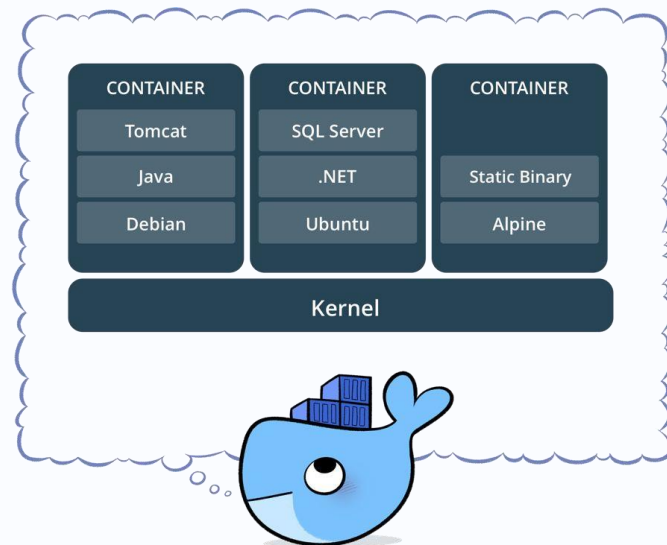 CONTAINER
Tomcat
Java
Debian
CONTAINER
SQL Server
.NET
Ubuntu
CONTAINER
Static Binary
Alpine
Kernel